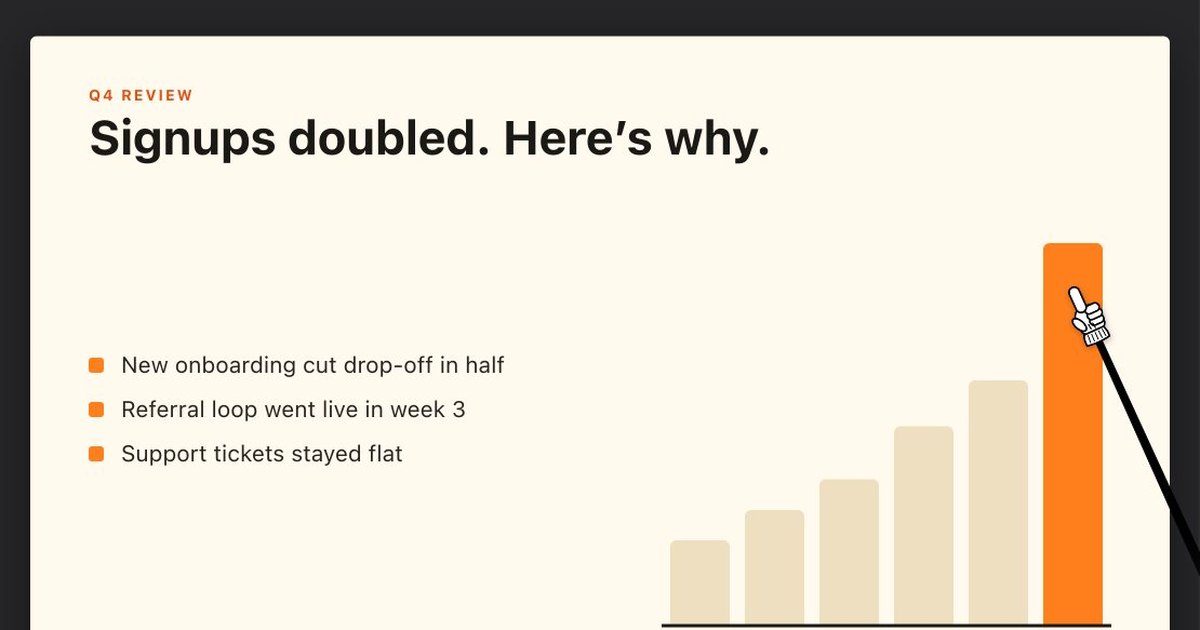 Q4 REVIEW
Signups doubled. Here’s why.
New onboarding cut drop-off in half
Referral loop went live in week 3
Support tickets stayed flat